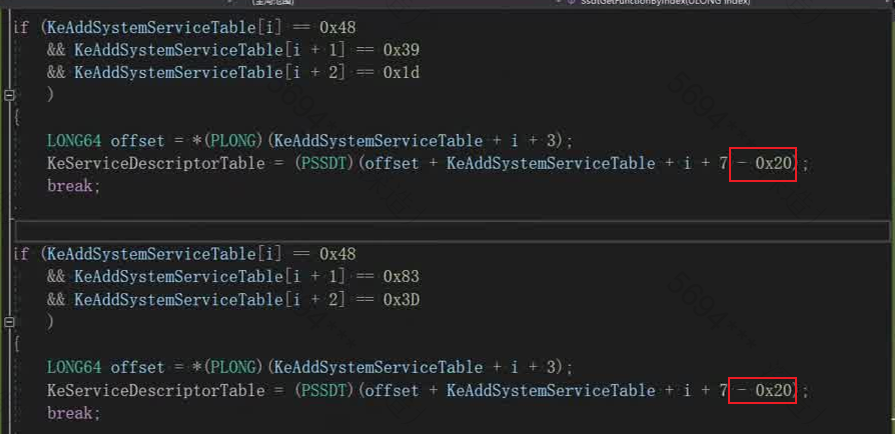 (全局范围) SsdtGetFunctionByIndex(ULONG index)
if (KeAddSystemServiceTable[i] == 0x48
&& KeAddSystemServiceTable[i + 1] == 0x39
&& KeAddSystemServiceTable[i + 2] == 0x1d
)
{
LONG64 offset = *(PLONG)(KeAddSystemServiceTable + i + 3);
KeServiceDescriptorTable = (PSSDT)(offset + KeAddSystemServiceTable + i + 7 - 0x20);
break;
if (KeAddSystemServiceTable[i] == 0x48
&& KeAddSystemServiceTable[i + 1] == 0x83
&& KeAddSystemServiceTable[i + 2] == 0x3D
)
{
LONG64 offset = *(PLONG)(KeAddSystemServiceTable + i + 3);
KeServiceDescriptorTable = (PSSDT)(offset + KeAddSystemServiceTable + i + 7 - 0x20);
break;